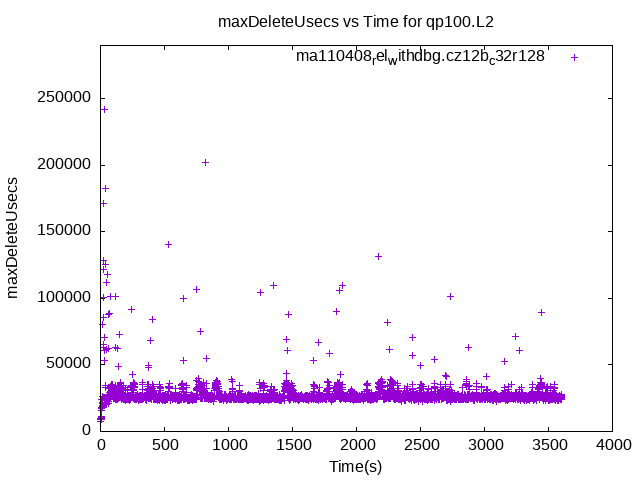 maxDeleteUsecs vs Time for qp100.L2
ma110408relwithdbg.cz12bc32r128
250000
200000
150000
100000
50000
0
maxDeleteUsecs
0 500 1000 1500 2000 2500 3000 3500 4000
Time(s)